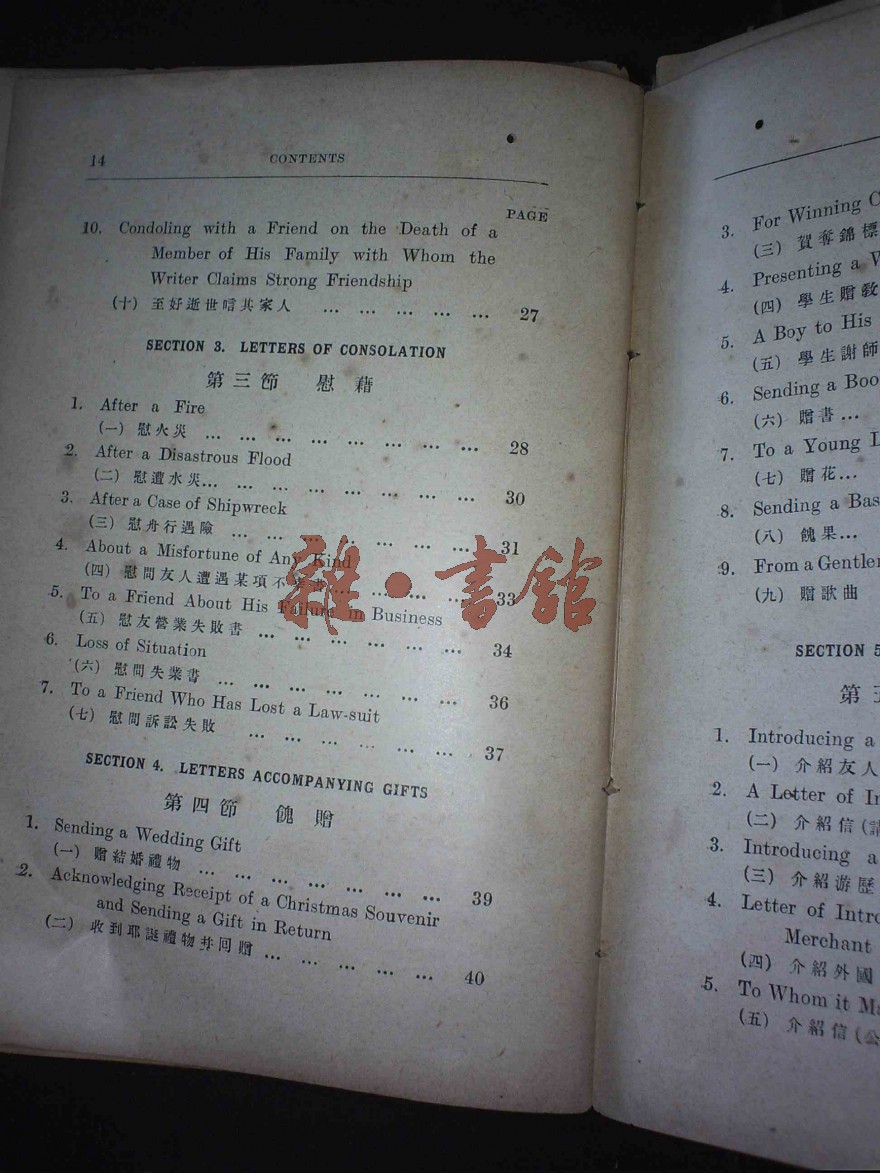 14 CONTENTS
PAGE
10. Condoling with a Friend on the Death of a
Member of His Family with Whom the
Writer Claims Strong Friendship
(十) 至好逝世唁其家人 ... ... ... ... ... 27
SECTION 3. LETTERS OF CONSOLATION
第三節 慰藉
1. After a Fire
(一) 慰火災 ... ... ... ... ... ... ... ... 28
2. After a Disastrous Flood
(二) 慰遭水災... ... ... ... ... ... ... ... 30
3. After a Case of Shipwreck
(三) 慰舟行遇險 ... ... ... ... ... ... ... 31
4. About a Misfortune of Any Kind
(四) 慰問友人遭遇某項不幸書 ... ... ... ... 33
5. To a Friend About His Failure in Business
(五) 慰友營業失敗書 ... ... ... ... ... ... ... 34
6. Loss of Situation
(六) 慰問失業書 ... ... ... ... ... ... ... 36
7. To a Friend Who Has Lost a Law-suit
(七) 慰問訴訟失敗 ... ... ... ... ... ... 37
SECTION 4. LETTERS ACCOMPANYING GIFTS
第四節 餽贈
1. Sending a Wedding Gift
(一) 贈結婚禮物 ... ... ... ... ... ... ... 39
2. Acknowledging Receipt of a Christmas Souvenir
and Sending a Gift in Return
(二) 收到耶誕禮物幷回贈 ... ... ... ... ... 40
雜·書館
3. For Winning C
(三) 賀奪錦標
4. Presenting a
(四) 學生贈教
5. A Boy to His
(五) 學生謝師
6. Sending a Boo
(六) 贈書...
7. To a Young L
(七) 贈花...
8. Sending a Bas
(八) 餽果...
9. From a Gentle
(九) 贈歌曲
SECTION 5
第
1. Introducing a
(一) 介紹友人
2. A Letter of
(二) 介紹信(
3. Introducing a
(三) 介紹游歷
4. Letter of Intro
Merchant
(四) 介紹外國
5. To Whom it Ma
(五) 介紹信(公